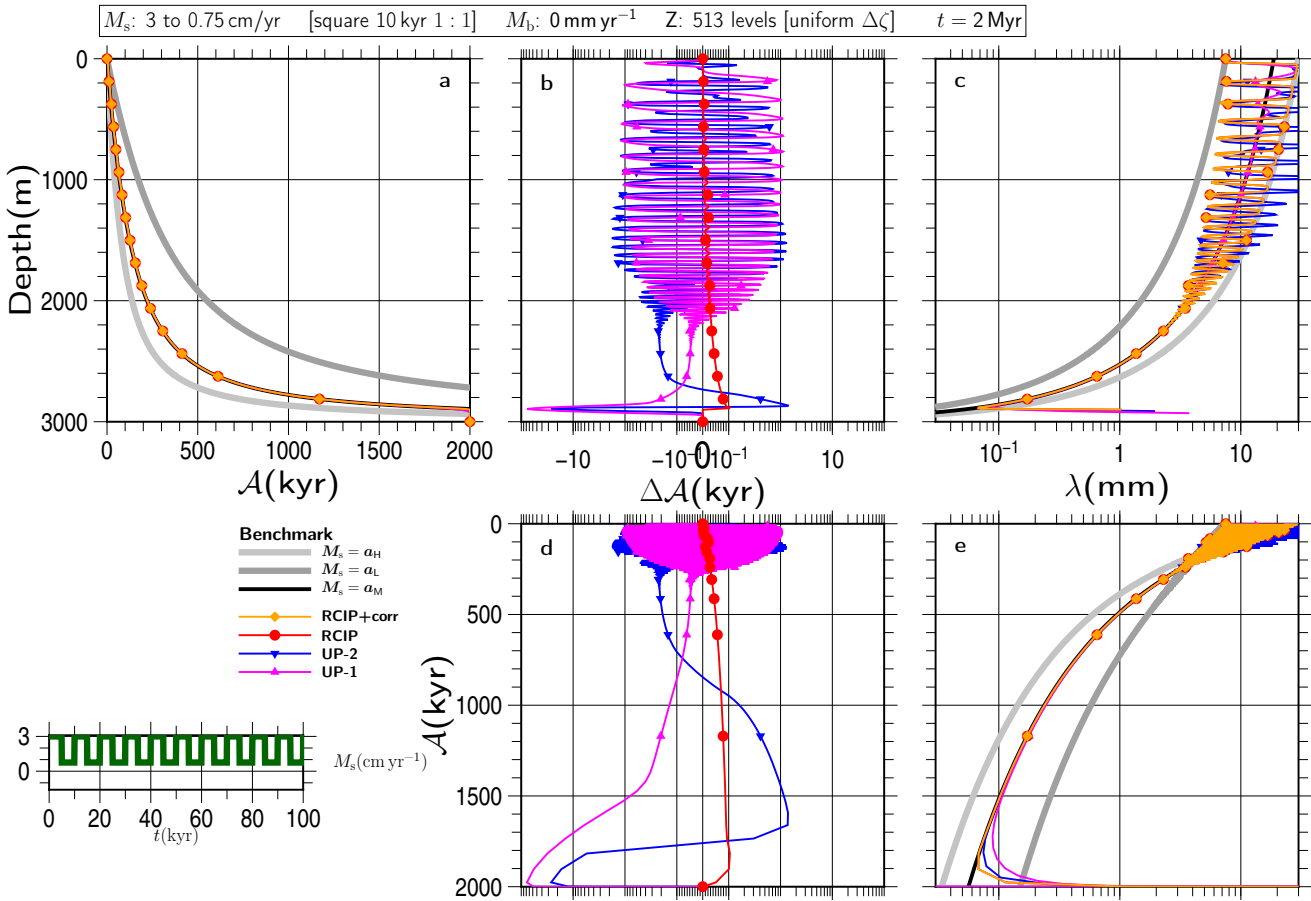 Mₛ: 3 to 0.75 cm/yr [square 10 kyr 1 : 1] M_b: 0 mm yr⁻¹ Z: 513 levels [uniform Δζ] t = 2 Myr
0 500 1000 1500 2000
0
1000
2000
3000
Depth(m)
𝒜(kyr)
a
b
−10 −10⁻¹ 0 10⁻¹ 10
Δ𝒜(kyr)
c
10⁻¹ 1 10
λ(mm)
Benchmark
Mₛ = a_H
Mₛ = a_L
Mₛ = a_M
RCIP+corr
RCIP
UP-2
UP-1
3
0
Mₛ(cm yr⁻¹)
0 20 40 60 80 100
t(kyr)
0
500
1000
1500
2000
𝒜(kyr)
d
e